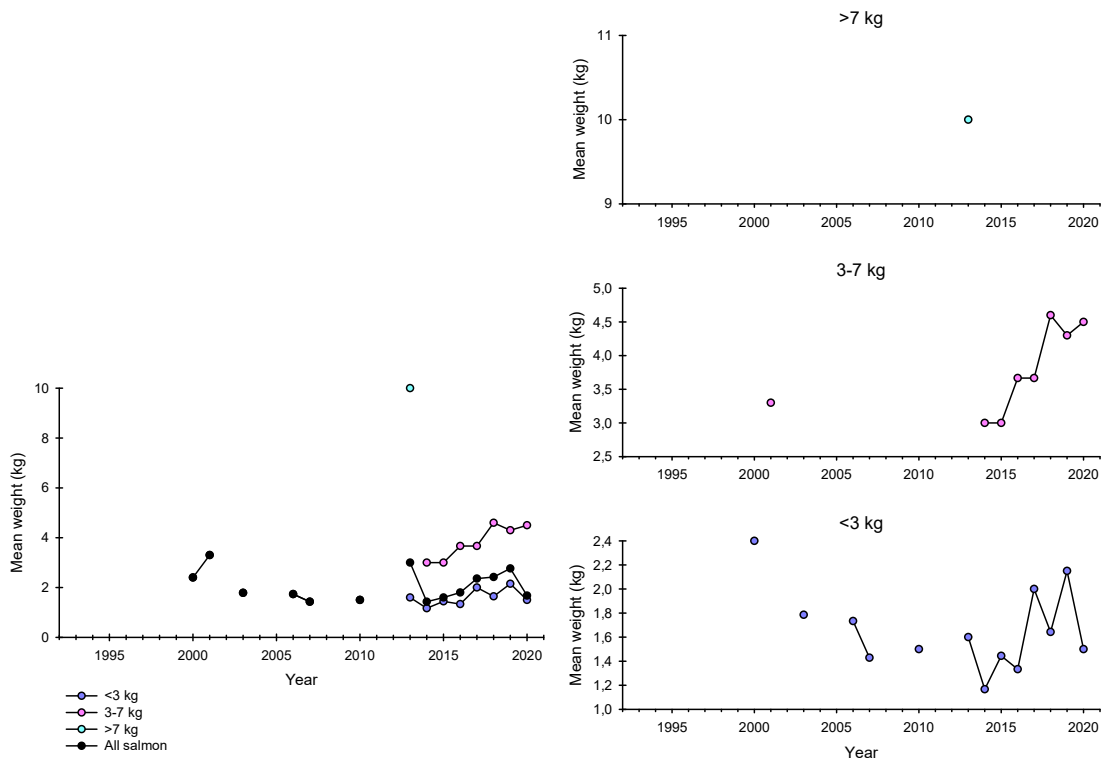 10
8
6
4
2
0
Mean weight (kg)
1995 2000 2005 2010 2015 2020
Year
<3 kg
3-7 kg
>7 kg
All salmon
>7 kg
11
10
9
Mean weight (kg)
1995 2000 2005 2010 2015 2020
3-7 kg
5,0
4,5
4,0
3,5
3,0
2,5
Mean weight (kg)
1995 2000 2005 2010 2015 2020
<3 kg
2,4
2,2
2,0
1,8
1,6
1,4
1,2
1,0
Mean weight (kg)
1995 2000 2005 2010 2015 2020
Year